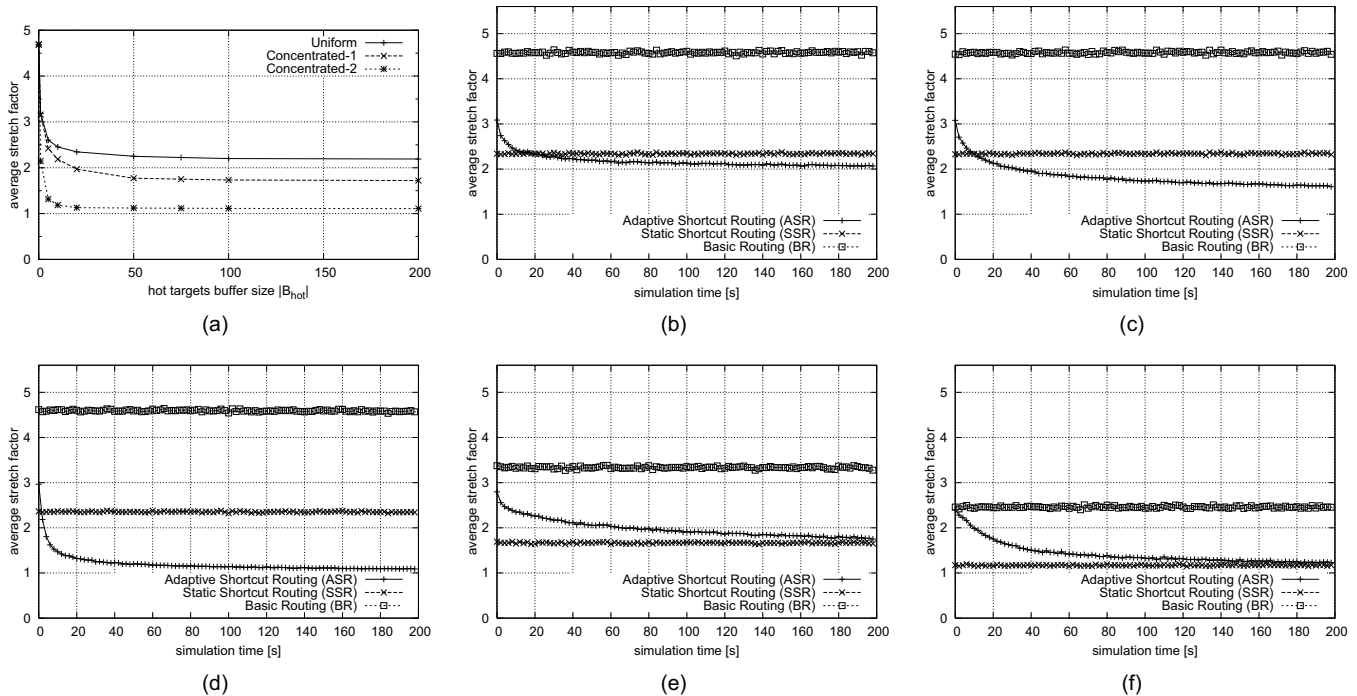 5
4
3
2
1
0
average stretch factor
Uniform
Concentrated-1
Concentrated-2
0 50 100 150 200
hot targets buffer size |B_hot|
(a)
5
4
3
2
1
0
average stretch factor
Adaptive Shortcut Routing (ASR)
Static Shortcut Routing (SSR)
Basic Routing (BR)
0 20 40 60 80 100 120 140 160 180 200
simulation time [s]
(b)
5
4
3
2
1
0
average stretch factor
Adaptive Shortcut Routing (ASR)
Static Shortcut Routing (SSR)
Basic Routing (BR)
0 20 40 60 80 100 120 140 160 180 200
simulation time [s]
(c)
5
4
3
2
1
0
average stretch factor
Adaptive Shortcut Routing (ASR)
Static Shortcut Routing (SSR)
Basic Routing (BR)
0 20 40 60 80 100 120 140 160 180 200
simulation time [s]
(d)
5
4
3
2
1
0
average stretch factor
Adaptive Shortcut Routing (ASR)
Static Shortcut Routing (SSR)
Basic Routing (BR)
0 20 40 60 80 100 120 140 160 180 200
simulation time [s]
(e)
5
4
3
2
1
0
average stretch factor
Adaptive Shortcut Routing (ASR)
Static Shortcut Routing (SSR)
Basic Routing (BR)
0 20 40 60 80 100 120 140 160 180 200
simulation time [s]
(f)